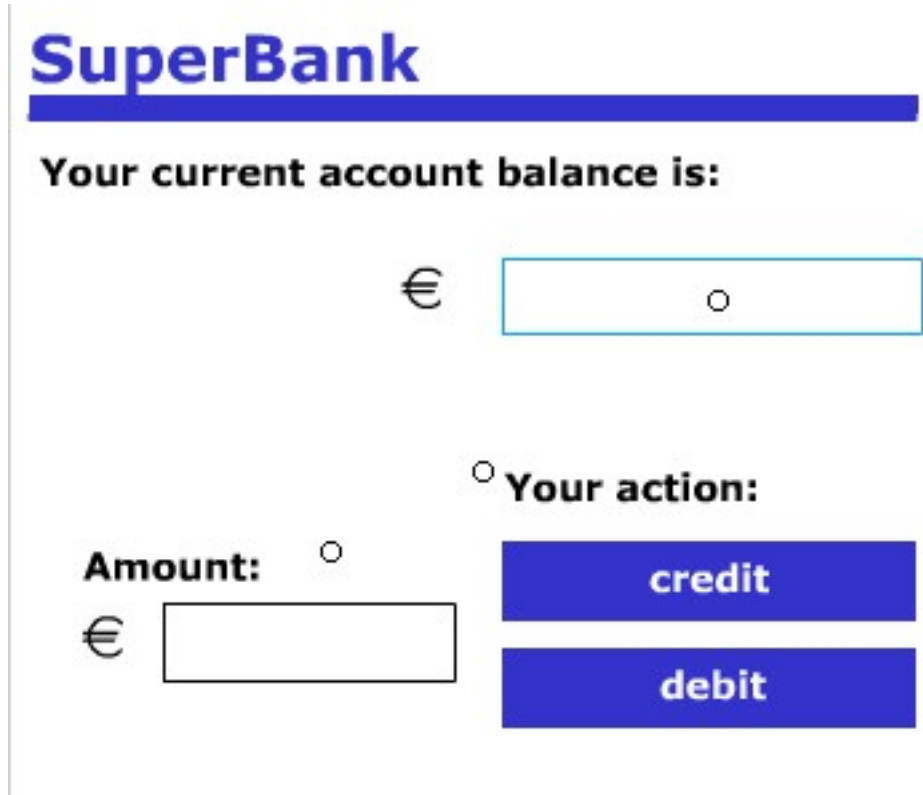 SuperBank
Your current account balance is:
€
Your action:
Amount:
€
credit
debit